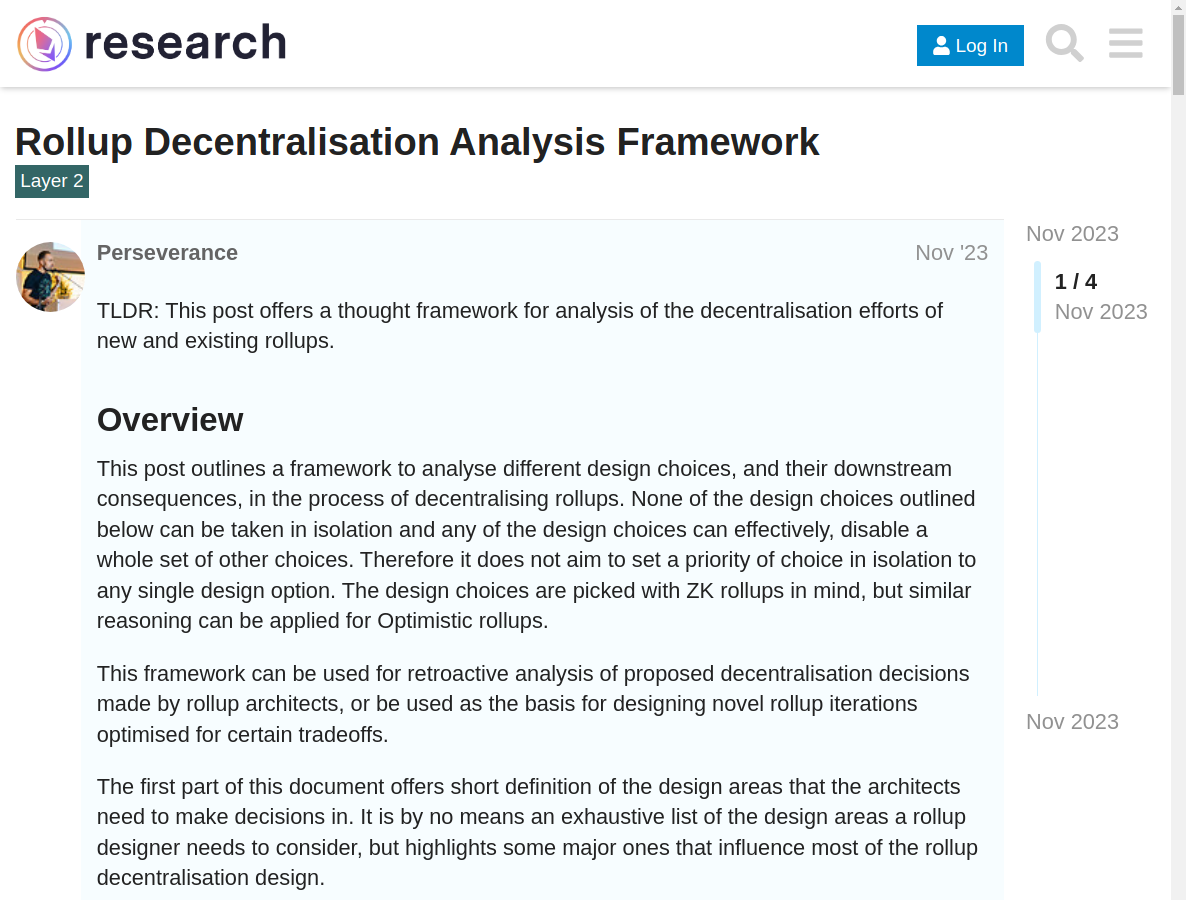 research
Log In
Rollup Decentralisation Analysis Framework
Layer 2
Perseverance
Nov '23
Nov 2023
1 / 4
Nov 2023
TLDR: This post offers a thought framework for analysis of the decentralisation efforts of
new and existing rollups.
Overview
This post outlines a framework to analyse different design choices, and their downstream
consequences, in the process of decentralising rollups. None of the design choices outlined
below can be taken in isolation and any of the design choices can effectively, disable a
whole set of other choices. Therefore it does not aim to set a priority of choice in isolation to
any single design option. The design choices are picked with ZK rollups in mind, but similar
reasoning can be applied for Optimistic rollups.
This framework can be used for retroactive analysis of proposed decentralisation decisions
made by rollup architects, or be used as the basis for designing novel rollup iterations
optimised for certain tradeoffs.
Nov 2023
The first part of this document offers short definition of the design areas that the architects
need to make decisions in. It is by no means an exhaustive list of the design areas a rollup
designer needs to consider, but highlights some major ones that influence most of the rollup
decentralisation design.